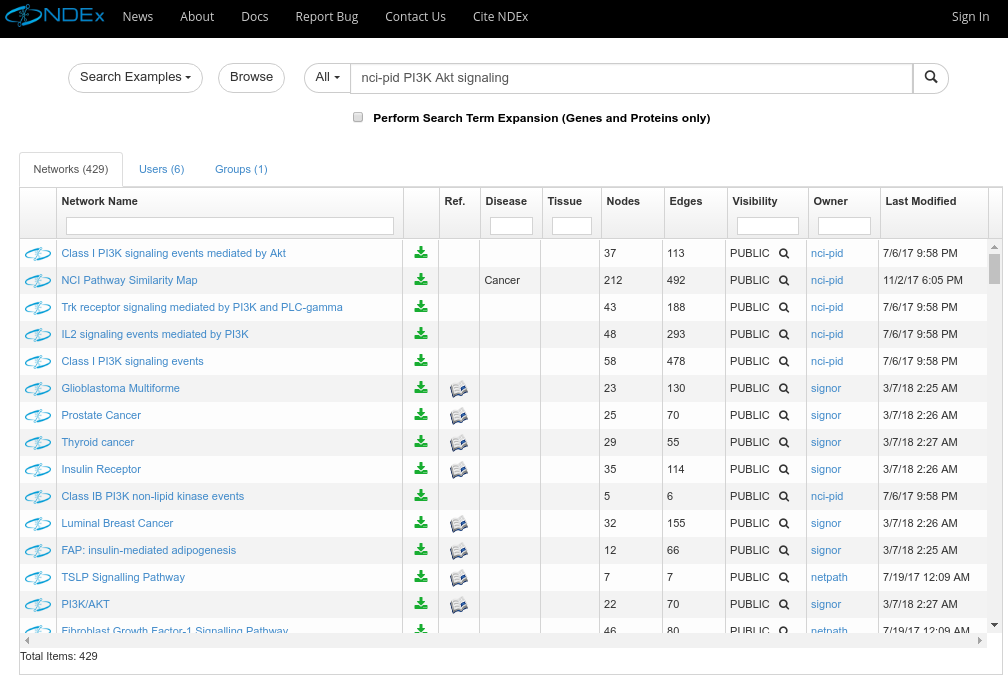 NDEx News About Docs Report Bug Contact Us Cite NDEx Sign In
Search Examples Browse All nci-pid PI3K Akt signaling
Perform Search Term Expansion (Genes and Proteins only)
Networks (429) Users (6) Groups (1)
Network Name Ref. Disease Tissue Nodes Edges Visibility Owner Last Modified
Class I PI3K signaling events mediated by Akt 37 113 PUBLIC nci-pid 7/6/17 9:58 PM
NCI Pathway Similarity Map Cancer 212 492 PUBLIC nci-pid 11/2/17 6:05 PM
Trk receptor signaling mediated by PI3K and PLC-gamma 43 188 PUBLIC nci-pid 7/6/17 9:58 PM
IL2 signaling events mediated by PI3K 48 293 PUBLIC nci-pid 7/6/17 9:58 PM
Class I PI3K signaling events 58 478 PUBLIC nci-pid 7/6/17 9:58 PM
Glioblastoma Multiforme 23 130 PUBLIC signor 3/7/18 2:25 AM
Prostate Cancer 25 70 PUBLIC signor 3/7/18 2:26 AM
Thyroid cancer 29 55 PUBLIC signor 3/7/18 2:27 AM
Insulin Receptor 35 114 PUBLIC signor 3/7/18 2:26 AM
Class IB PI3K non-lipid kinase events 5 6 PUBLIC nci-pid 7/6/17 9:58 PM
Luminal Breast Cancer 32 155 PUBLIC signor 3/7/18 2:26 AM
FAP: insulin-mediated adipogenesis 12 66 PUBLIC signor 3/7/18 2:25 AM
TSLP Signalling Pathway 7 7 PUBLIC netpath 7/19/17 12:09 AM
PI3K/AKT 22 70 PUBLIC signor 3/7/18 2:27 AM
Fibroblast Growth Factor-1 Signalling Pathway 46 80 PUBLIC netpath 7/19/17 12:09 AM
Total Items: 429